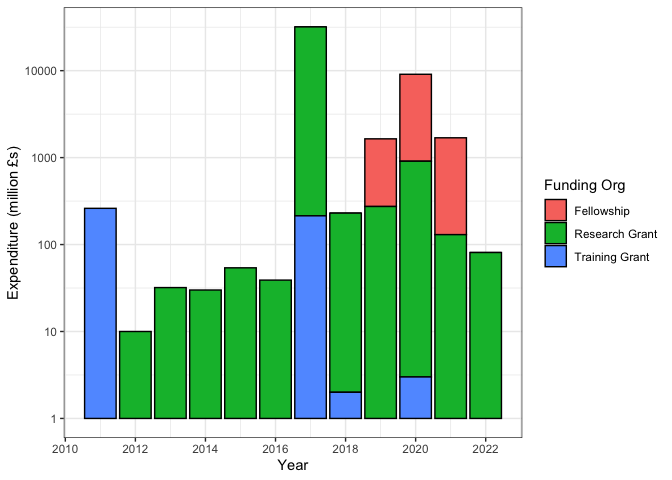 10000
1000
100
10
1
Expenditure (million £s)
2010 2012 2014 2016 2018 2020 2022
Year
Funding Org
Fellowship
Research Grant
Training Grant